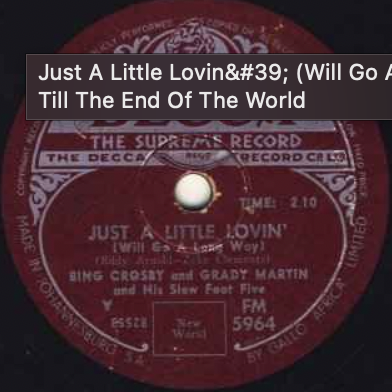 Just A Little Lovin&#39; (Will Go A
Till The End Of The World
THE SUPREME RECORD
THE DECCA RECORD CO LD
TIME: 2.10
JUST A LITTLE LOVIN'
(Will Go A Long Way)
(Eddy Arnold—Zeke Clements)
BING CROSBY and GRADY MARTIN
and His Slew Foot Five
Y FM
New
World
5964
MADE IN JOHANNESBURG S.A.
BY GALLO AFRICA LIMITED